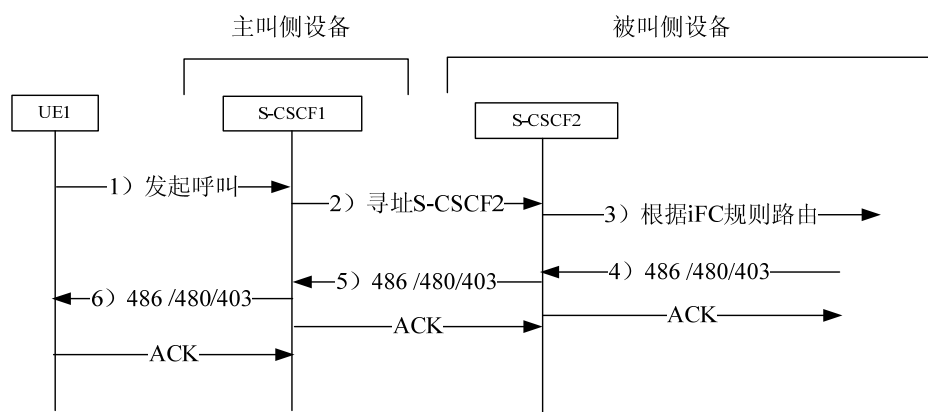 主叫侧设备
被叫侧设备
UE1
S-CSCF1
S-CSCF2
1）发起呼叫
2）寻址S-CSCF2
3）根据iFC规则路由
4）486 /480/403
5）486 /480/403
6）486 /480/403
ACK
ACK
ACK